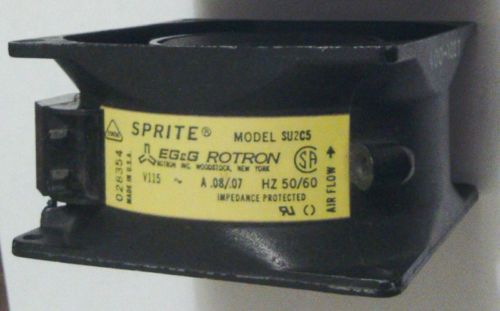 SPRITE® MODEL SU2C5
EG&G ROTRON
ROTRON INC. WOODSTOCK, NEW YORK
V115 ~ A .08/.07 HZ 50/60
IMPEDANCE PROTECTED
028354
MADE IN U.S.A.
AIR FLOW →